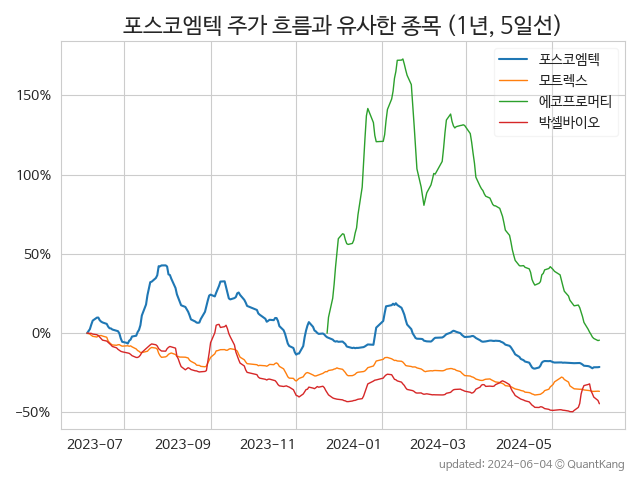 포스코엠텍 주가 흐름과 유사한 종목 (1년, 5일선)
포스코엠텍
모트렉스
에코프로머티
박셀바이오
150%
100%
50%
0%
−50%
2023-07 2023-09 2023-11 2024-01 2024-03 2024-05
updated: 2024-06-04 © QuantKang